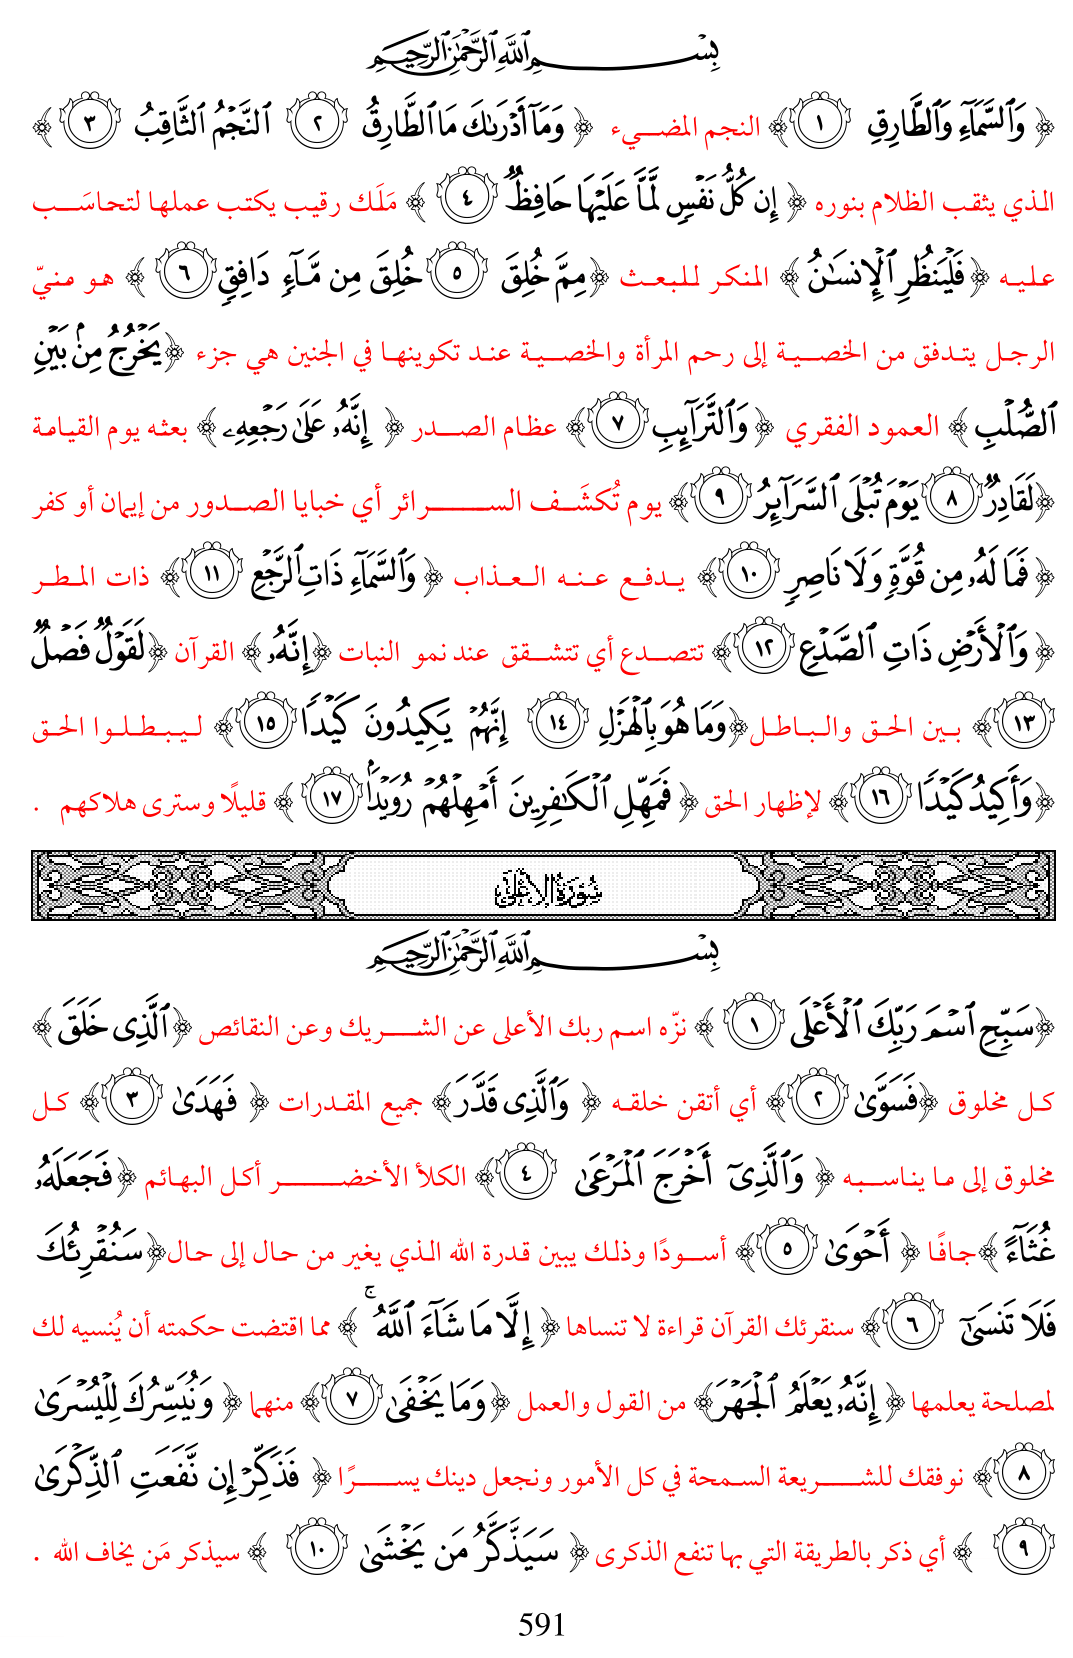 بِسْمِ ٱللَّهِ ٱلرَّحْمَٰنِ ٱلرَّحِيمِ
﴿ وَٱلسَّمَآءِ وَٱلطَّارِقِ ١ ﴾ النجم المضيء ﴿ وَمَآ أَدْرَىٰكَ مَا ٱلطَّارِقُ ٢ ٱلنَّجْمُ ٱلثَّاقِبُ ٣ ﴾
الذي يثقب الظلام بنوره ﴿ إِن كُلُّ نَفْسٍ لَّمَّا عَلَيْهَا حَافِظٌ ٤ ﴾ مَلَك رقيب يكتب عملها لتحاسَب
عليه ﴿ فَلْيَنظُرِ ٱلْإِنسَـٰنُ ﴾ المنكر للبعث ﴿ مِمَّ خُلِقَ ٥ خُلِقَ مِن مَّآءٍ دَافِقٍ ٦ ﴾ هو منيّ
الرجل يتدفق من الخصية إلى رحم المرأة والخصية عند تكوينها في الجنين هي جزء ﴿ يَخْرُجُ مِنۢ بَيْنِ
ٱلصُّلْبِ ﴾ العمود الفقري ﴿ وَٱلتَّرَآئِبِ ٧ ﴾ عظام الصدر ﴿ إِنَّهُۥ عَلَىٰ رَجْعِهِۦ ﴾ بعثه يوم القيامة
﴿ لَقَادِرٌ ٨ يَوْمَ تُبْلَى ٱلسَّرَآئِرُ ٩ ﴾ يوم تُكشَف السرائر أي خبايا الصدور من إيمان أو كفر
﴿ فَمَا لَهُۥ مِن قُوَّةٍ وَلَا نَاصِرٍ ١٠ ﴾ يدفع عنه العذاب ﴿ وَٱلسَّمَآءِ ذَاتِ ٱلرَّجْعِ ١١ ﴾ ذات المطر
﴿ وَٱلْأَرْضِ ذَاتِ ٱلصَّدْعِ ١٢ ﴾ تتصدع أي تتشقق عند نمو النبات ﴿ إِنَّهُۥ ﴾ القرآن ﴿ لَقَوْلٌ فَصْلٌ
١٣ ﴾ بين الحق والباطل ﴿ وَمَا هُوَ بِٱلْهَزْلِ ١٤ إِنَّهُمْ يَكِيدُونَ كَيْدًا ١٥ ﴾ ليبطلوا الحق
﴿ وَأَكِيدُ كَيْدًا ١٦ ﴾ لإظهار الحق ﴿ فَمَهِّلِ ٱلْكَـٰفِرِينَ أَمْهِلْهُمْ رُوَيْدًۢا ١٧ ﴾ قليلًا وسترى هلاكهم .
سُورَةُ الأعلى
بِسْمِ ٱللَّهِ ٱلرَّحْمَٰنِ ٱلرَّحِيمِ
﴿ سَبِّحِ ٱسْمَ رَبِّكَ ٱلْأَعْلَى ١ ﴾ نزّه اسم ربك الأعلى عن الشريك وعن النقائص ﴿ ٱلَّذِى خَلَقَ ﴾
كل مخلوق ﴿ فَسَوَّىٰ ٢ ﴾ أي أتقن خلقه ﴿ وَٱلَّذِى قَدَّرَ ﴾ جميع المقدرات ﴿ فَهَدَىٰ ٣ ﴾ كل
مخلوق إلى ما يناسبه ﴿ وَٱلَّذِىٓ أَخْرَجَ ٱلْمَرْعَىٰ ٤ ﴾ الكلأ الأخضر أكل البهائم ﴿ فَجَعَلَهُۥ
غُثَآءً ﴾ جافًا ﴿ أَحْوَىٰ ٥ ﴾ أسودًا وذلك يبين قدرة الله الذي يغير من حال إلى حال ﴿ سَنُقْرِئُكَ
فَلَا تَنسَىٰٓ ٦ ﴾ سنقرئك القرآن قراءة لا تنساها ﴿ إِلَّا مَا شَآءَ ٱللَّهُ ۚ ﴾ مما اقتضت حكمته أن يُنسيه لك
لمصلحة يعلمها ﴿ إِنَّهُۥ يَعْلَمُ ٱلْجَهْرَ ﴾ من القول والعمل ﴿ وَمَا يَخْفَىٰ ٧ ﴾ منهما ﴿ وَنُيَسِّرُكَ لِلْيُسْرَىٰ
٨ ﴾ نوفقك للشريعة السمحة في كل الأمور ونجعل دينك يسرًا ﴿ فَذَكِّرْ إِن نَّفَعَتِ ٱلذِّكْرَىٰ
٩ ﴾ أي ذكر بالطريقة التي بها تنفع الذكرى ﴿ سَيَذَّكَّرُ مَن يَخْشَىٰ ١٠ ﴾ سيذكر مَن يخاف الله .
591